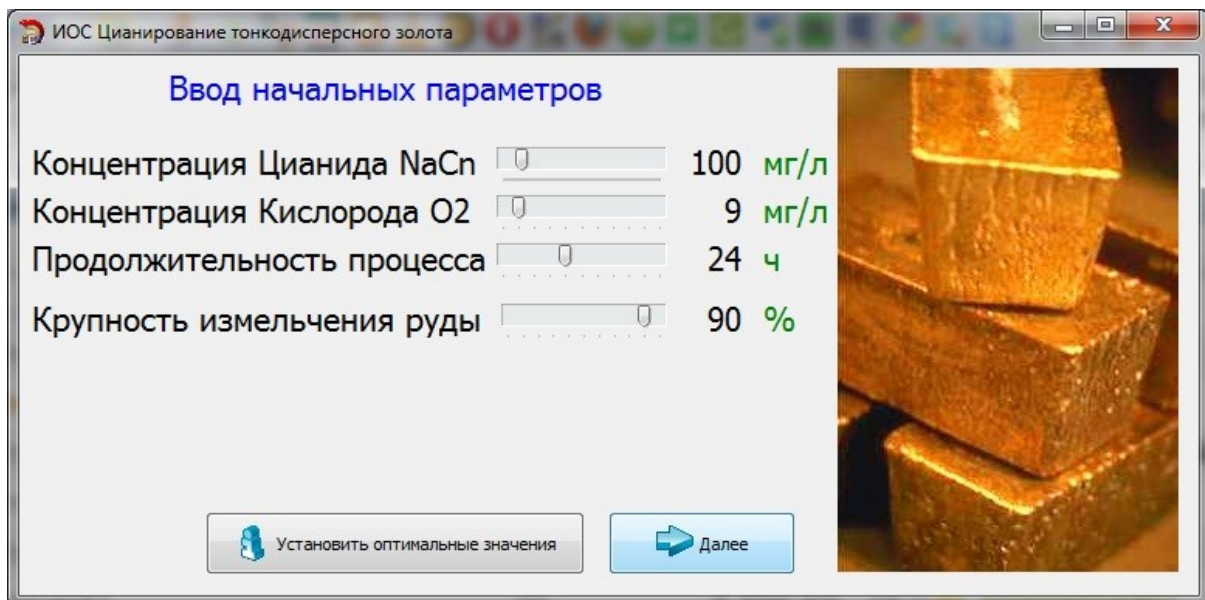 ИОС Цианирование тонкодисперсного золота
Ввод начальных параметров
Концентрация Цианида NaCn 100 мг/л
Концентрация Кислорода O2 9 мг/л
Продолжительность процесса 24 ч
Крупность измельчения руды 90 %
Установить оптимальные значения Далее